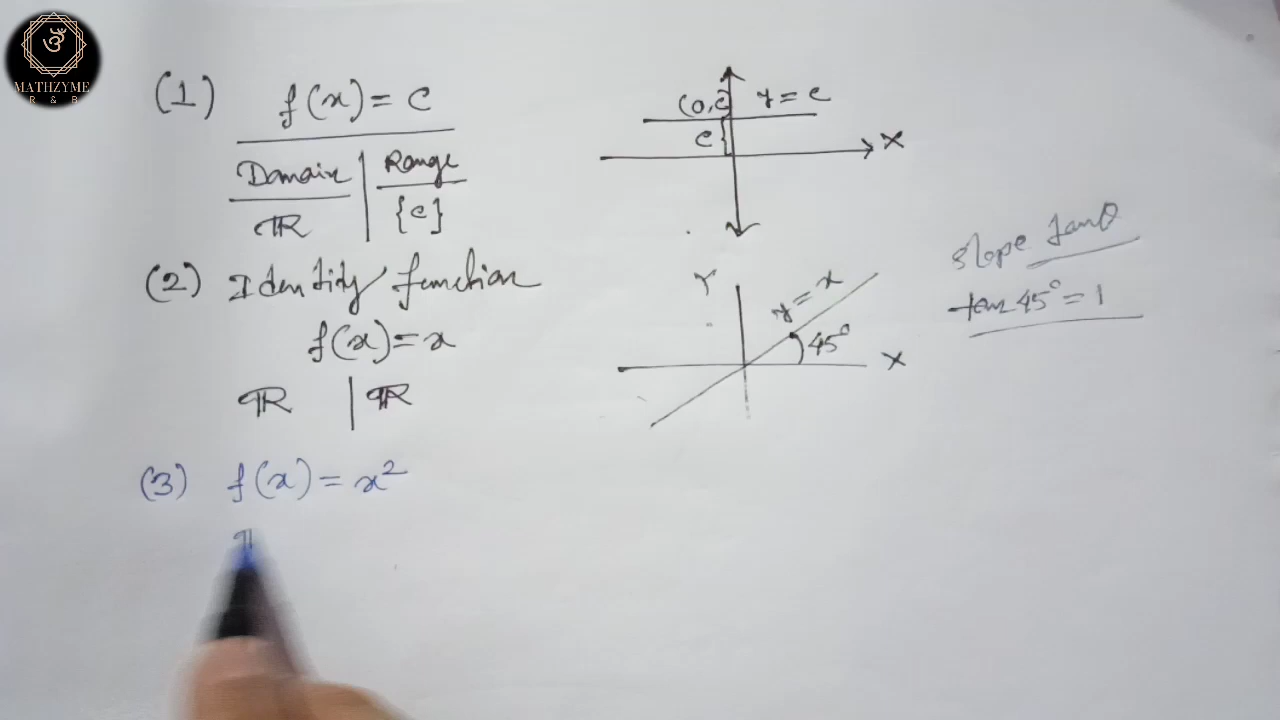 ॐ
MATHZYME
R & B
(1) f(x) = c
Domain | Range
ℝ | {c}
(0,c) y = c
c
X
(2) Identity function
f(x) = x
ℝ | ℝ
Y
y = x
45°
X
slope tanθ
tan 45° = 1
(3) f(x) = x²